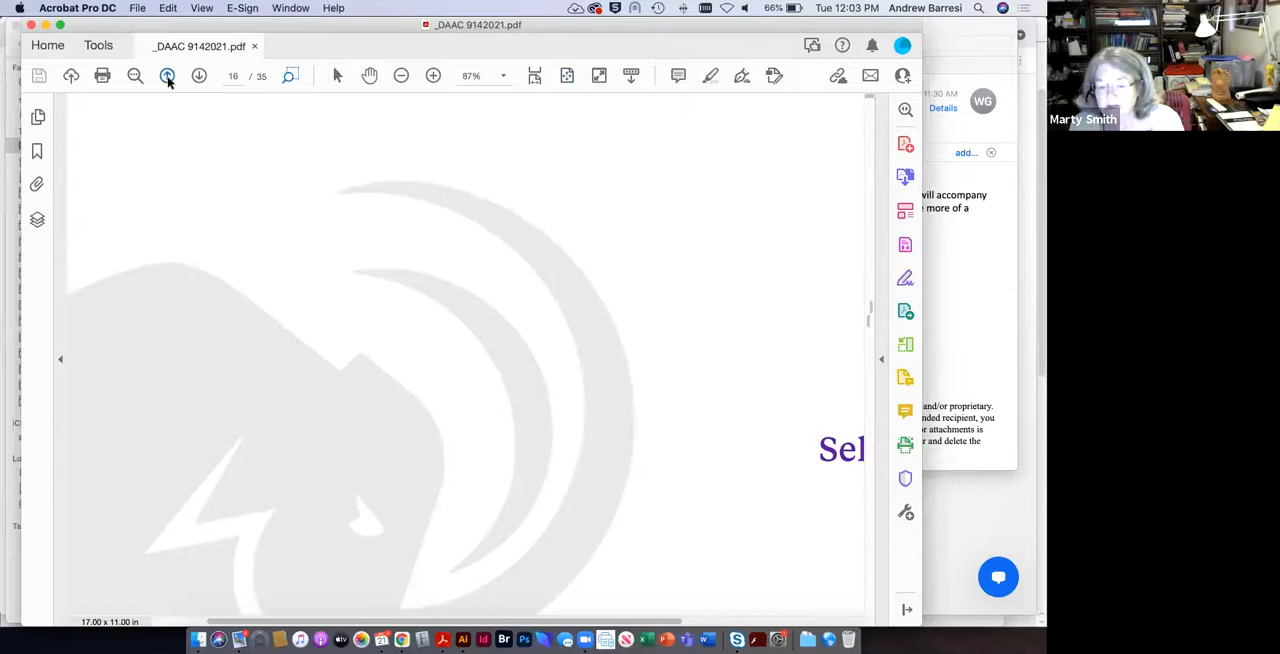 Acrobat Pro DC File Edit View E-Sign Window Help
66% Tue 12:03 PM Andrew Barresi
_DAAC 9142021.pdf
Home Tools _DAAC 9142021.pdf ×
16 / 35 87%
11:30 AM
Details
WG
add...
will accompany
more of a
Sel
and/or proprietary.
nded recipient, you
or attachments is
r and delete the
17.00 x 11.00 in
Marty Smith